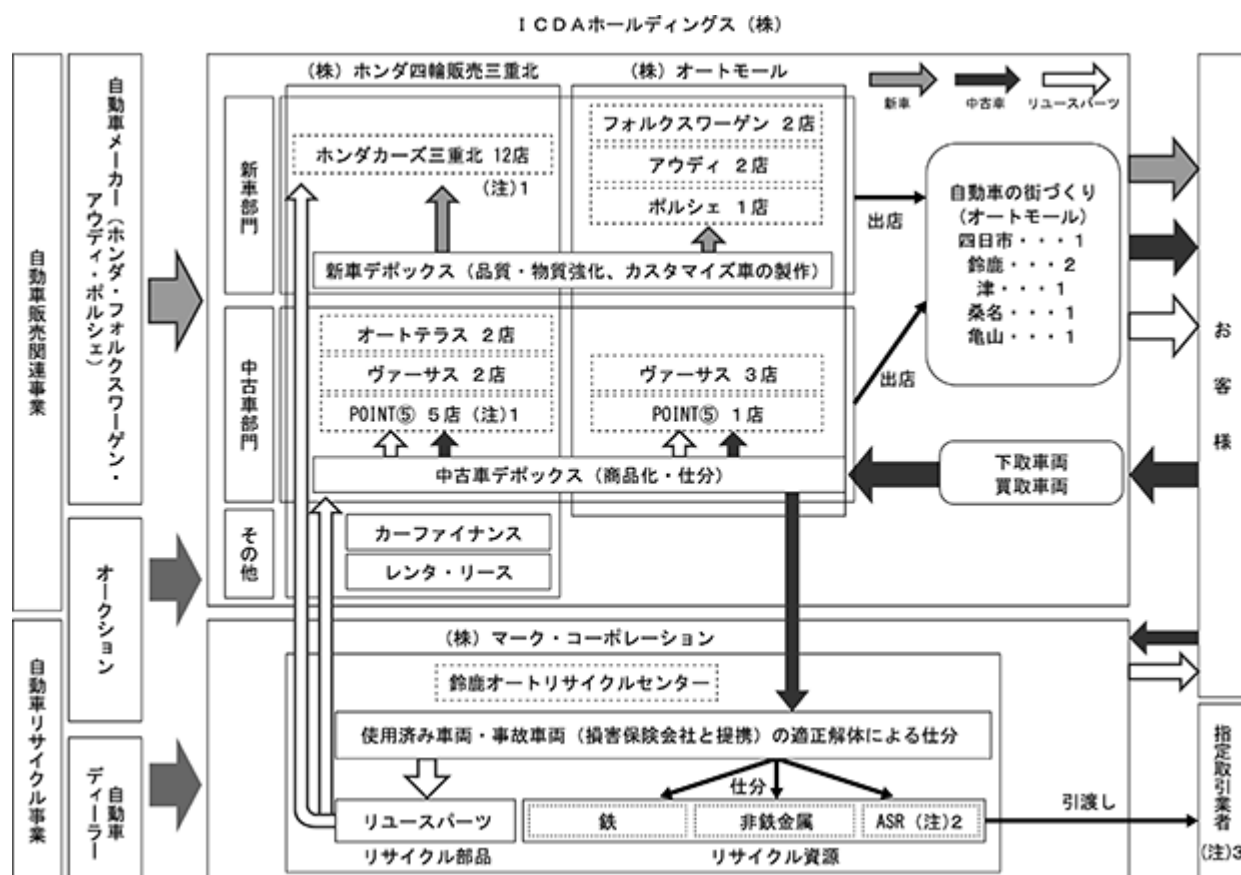 ICDAホールディングス（株）
自動車販売関連事業
自動車リサイクル事業
自動車メーカー（ホンダ・フォルクスワーゲン・
アウディ・ポルシェ）
オークション
自動車
ディーラー
（株）ホンダ四輪販売三重北
（株）オートモール
新車
中古車
リユースパーツ
新車部門
ホンダカーズ三重北 12店
（注）1
フォルクスワーゲン 2店
アウディ 2店
ポルシェ 1店
新車デポックス（品質・物質強化、カスタマイズ車の製作）
出店
自動車の街づくり
（オートモール）
四日市・・・1
鈴鹿・・・2
津・・・1
桑名・・・1
亀山・・・1
中古車部門
オートテラス 2店
ヴァーサス 2店
POINT⑤ 5店（注）1
ヴァーサス 3店
POINT⑤ 1店
出店
中古車デポックス（商品化・仕分）
下取車両
買取車両
お客様
その他
カーファイナンス
レンタ・リース
（株）マーク・コーポレーション
鈴鹿オートリサイクルセンター
使用済み車両・事故車両（損害保険会社と提携）の適正解体による仕分
仕分
リユースパーツ
鉄
非鉄金属
ASR（注）2
引渡し
リサイクル部品
リサイクル資源
指定取引業者
（注）3